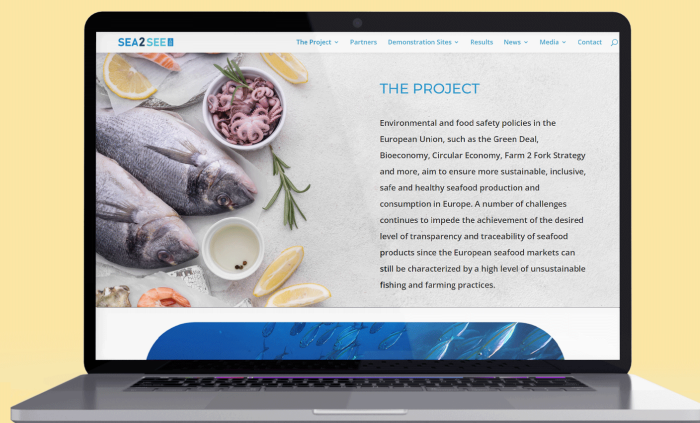 SEA2SEE
The Project Partners Demonstration Sites Results News Media Contact
THE PROJECT
Environmental and food safety policies in the
European Union, such as the Green Deal,
Bioeconomy, Circular Economy, Farm 2 Fork Strategy
and more, aim to ensure more sustainable, inclusive,
safe and healthy seafood production and
consumption in Europe. A number of challenges
continues to impede the achievement of the desired
level of transparency and traceability of seafood
products since the European seafood markets can
still be characterized by a high level of unsustainable
fishing and farming practices.